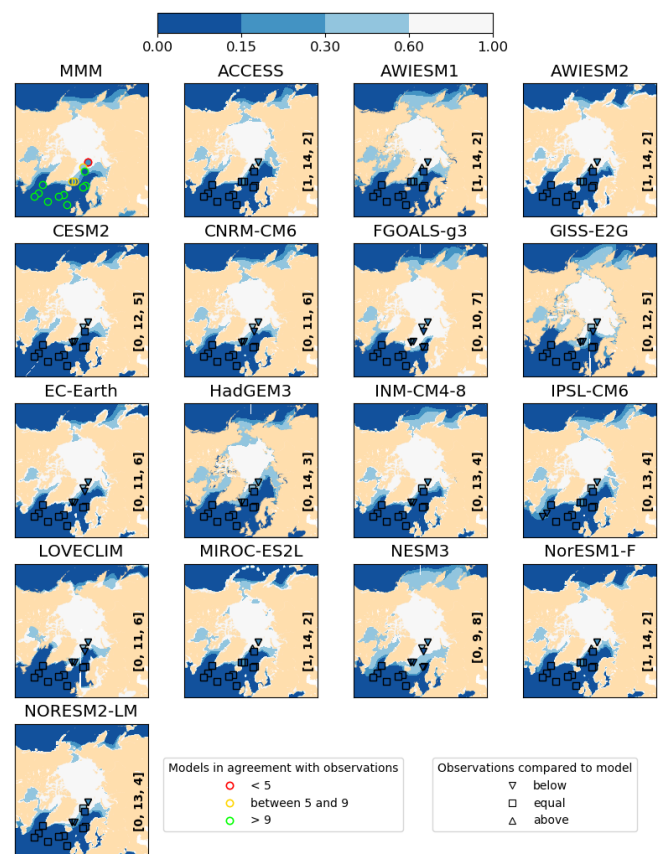 0.00 0.15 0.30 0.60 1.00
MMM ACCESS AWIESM1 AWIESM2
[1, 14, 2] [1, 14, 2] [1, 14, 2]
CESM2 CNRM-CM6 FGOALS-g3 GISS-E2G
[0, 12, 5] [0, 11, 6] [0, 10, 7] [0, 12, 5]
EC-Earth HadGEM3 INM-CM4-8 IPSL-CM6
[0, 11, 6] [0, 14, 3] [0, 13, 4] [0, 13, 4]
LOVECLIM MIROC-ES2L NESM3 NorESM1-F
[0, 11, 6] [1, 14, 2] [0, 9, 8] [1, 14, 2]
NORESM2-LM
[0, 13, 4]
Models in agreement with observations
< 5
between 5 and 9
> 9
Observations compared to model
below
equal
above